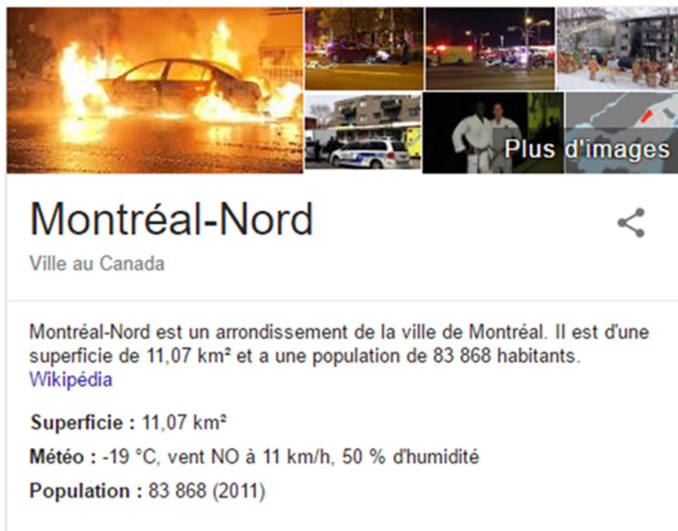 Plus d'images
Montréal-Nord
Ville au Canada
Montréal-Nord est un arrondissement de la ville de Montréal. Il est d'une
superficie de 11,07 km² et a une population de 83 868 habitants.
Wikipédia
Superficie : 11,07 km²
Météo : -19 °C, vent NO à 11 km/h, 50 % d'humidité
Population : 83 868 (2011)